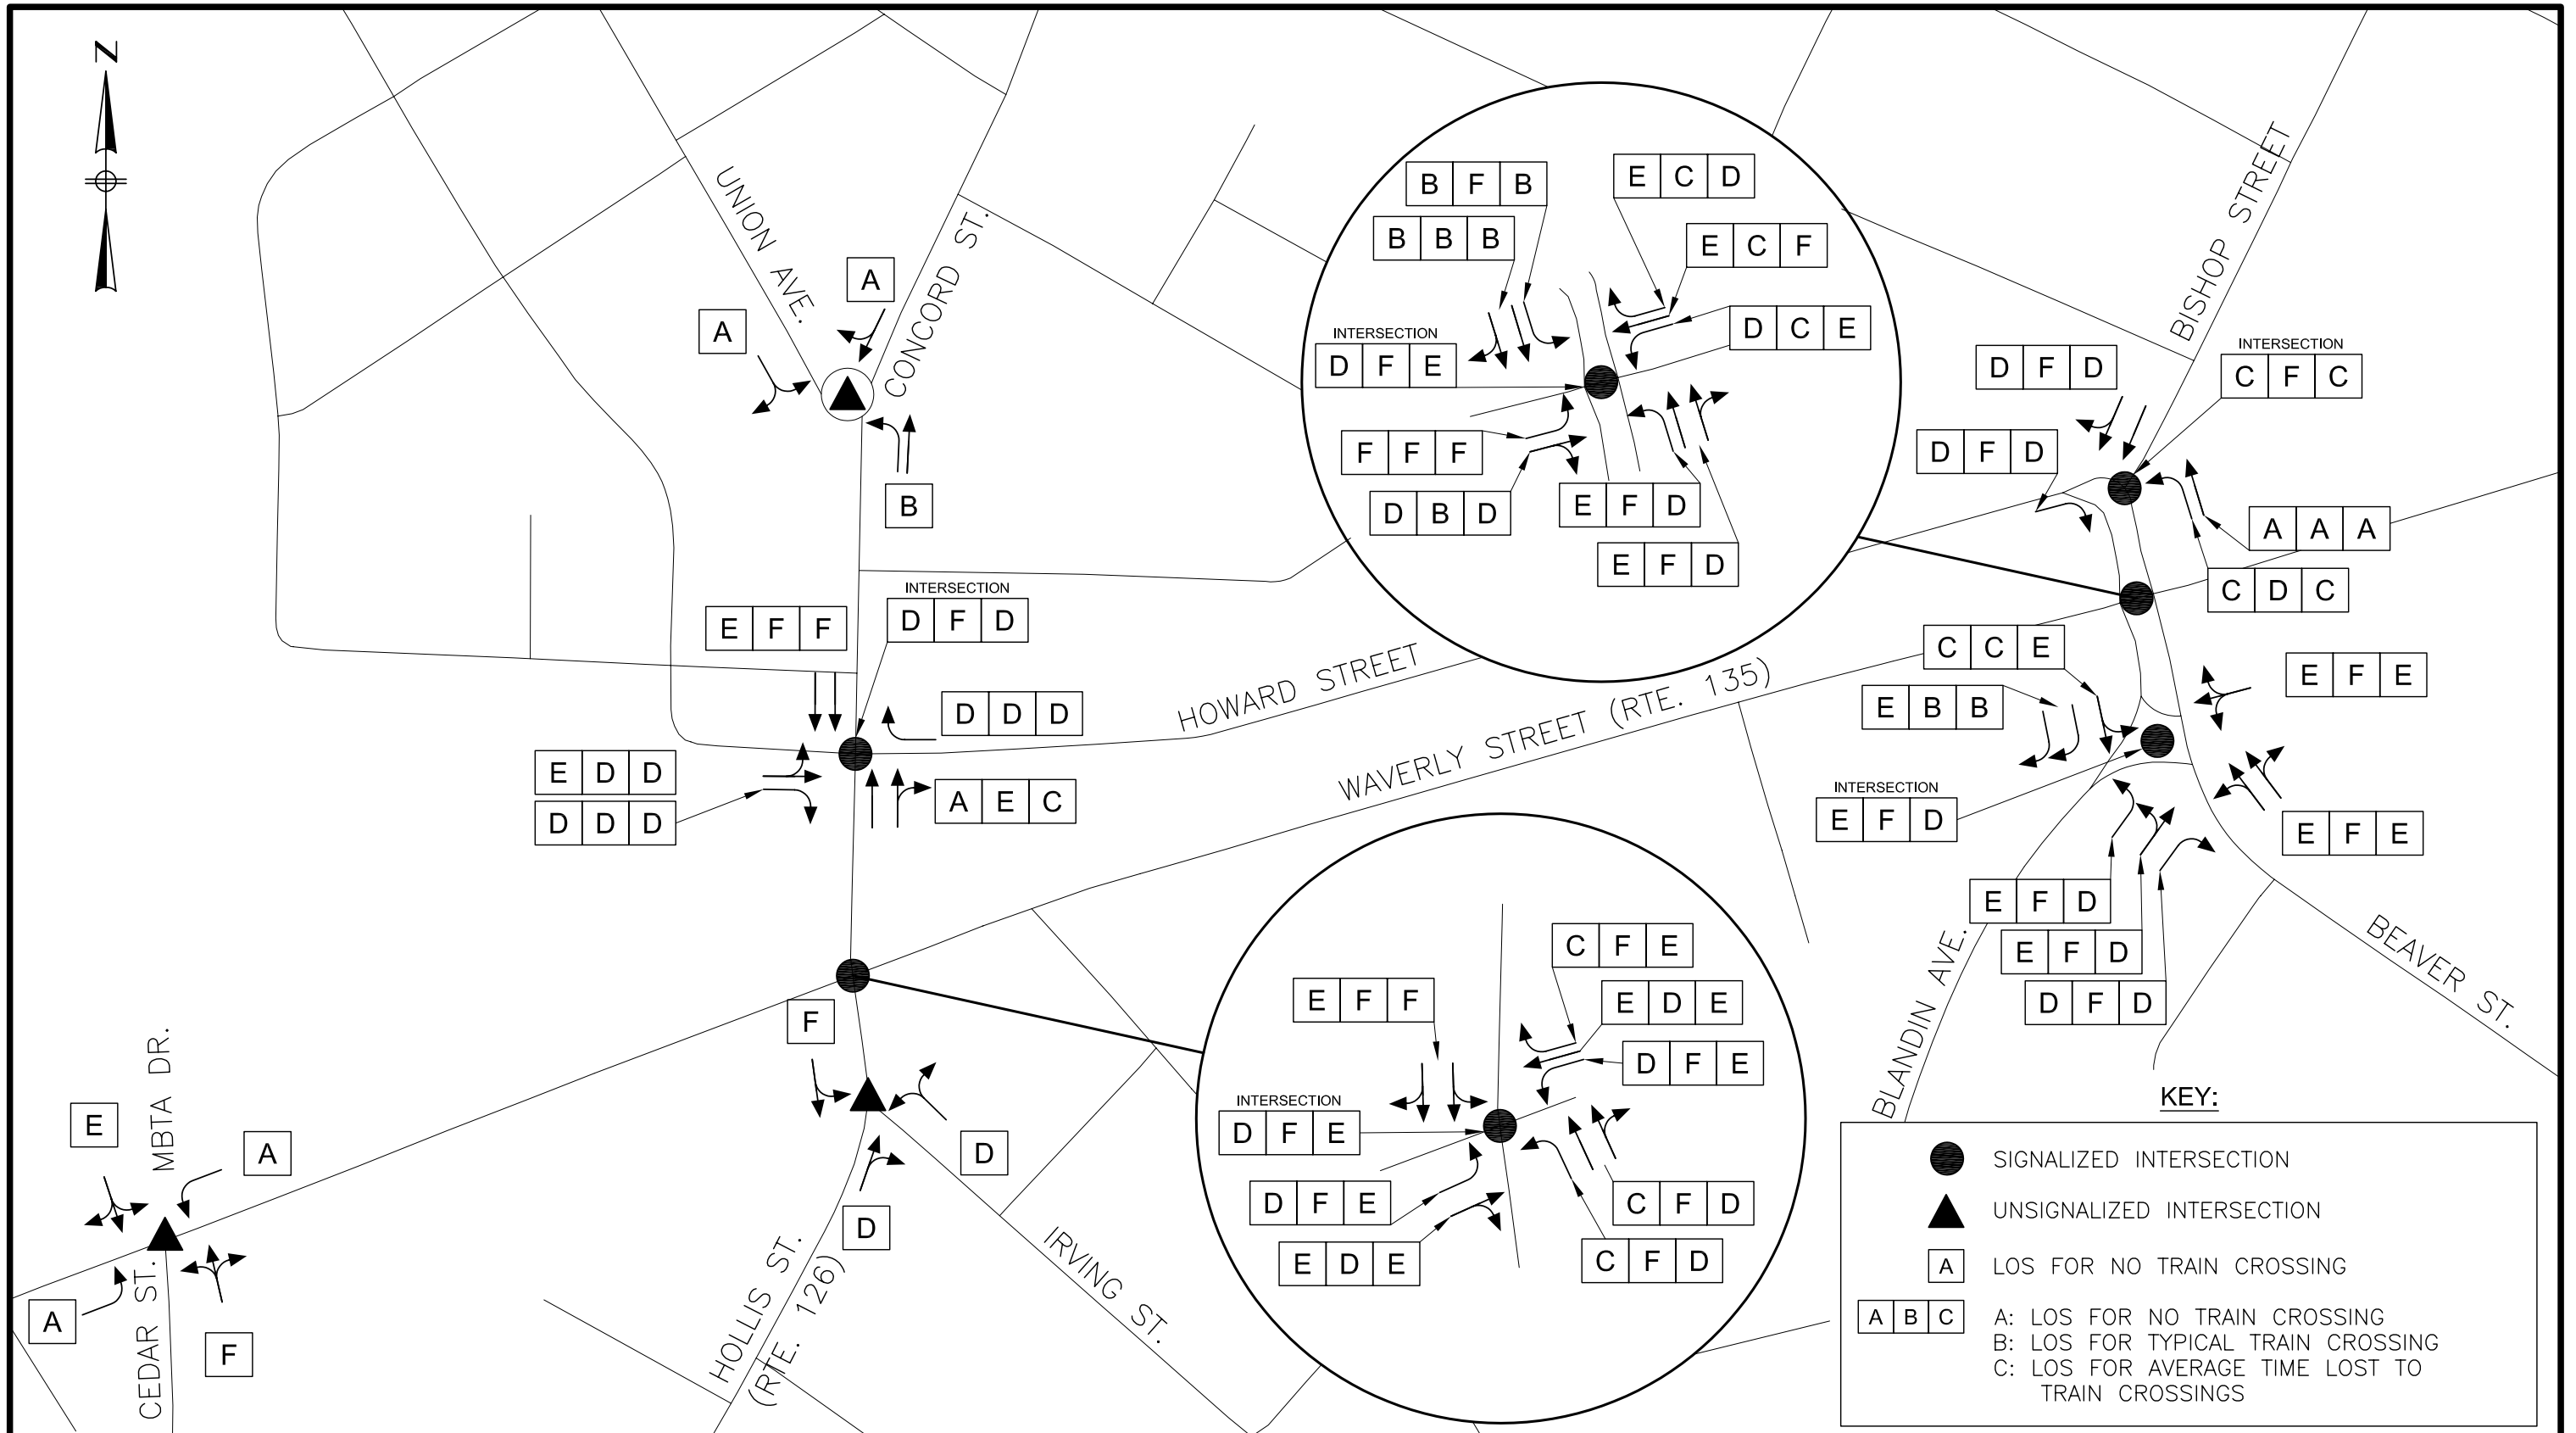 N
UNION AVE.
CONCORD ST.
A
A
B
B F B
B B B
E C D
E C F
D C E
INTERSECTION
D F E
F F F
D B D
E F D
E F D
BISHOP STREET
D F D
INTERSECTION
C F C
D F D
A A A
C D C
E F F
INTERSECTION
D F D
D D D
E D D
D D D
A E C
HOWARD STREET
WAVERLY STREET (RTE. 135)
C C E
E B B
E F E
INTERSECTION
E F D
E F E
E F D
E F D
D F D
BLANDIN AVE.
BEAVER ST.
F
D
D
HOLLIS ST.
(RTE. 126)
IRVING ST.
E
MBTA DR.
A
A
CEDAR ST.
F
C F E
E F F
E D E
D F E
INTERSECTION
D F E
D F E
E D E
C F D
C F D
KEY:
SIGNALIZED INTERSECTION
UNSIGNALIZED INTERSECTION
A LOS FOR NO TRAIN CROSSING
A B C A: LOS FOR NO TRAIN CROSSING
B: LOS FOR TYPICAL TRAIN CROSSING
C: LOS FOR AVERAGE TIME LOST TO
TRAIN CROSSINGS